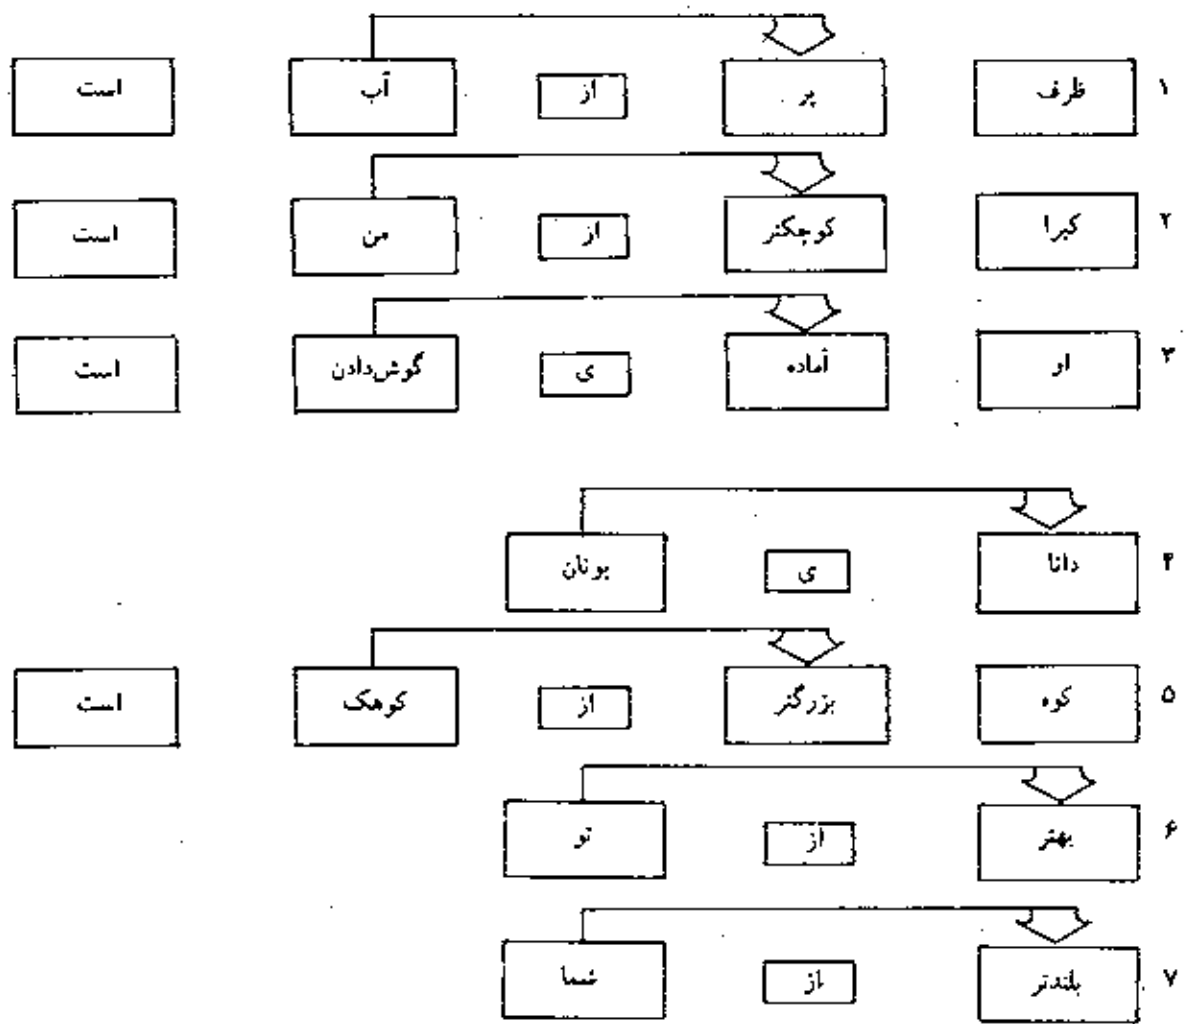 ۱ ظرف پر از آب است
۲ کبرا کوچکتر از من است
۳ او آماده ی گوش‌دادن است
۴ دانا ی یونان
۵ کوه بزرگتر از کوهک است
۶ بهتر از تو
۷ بلندتر از شما